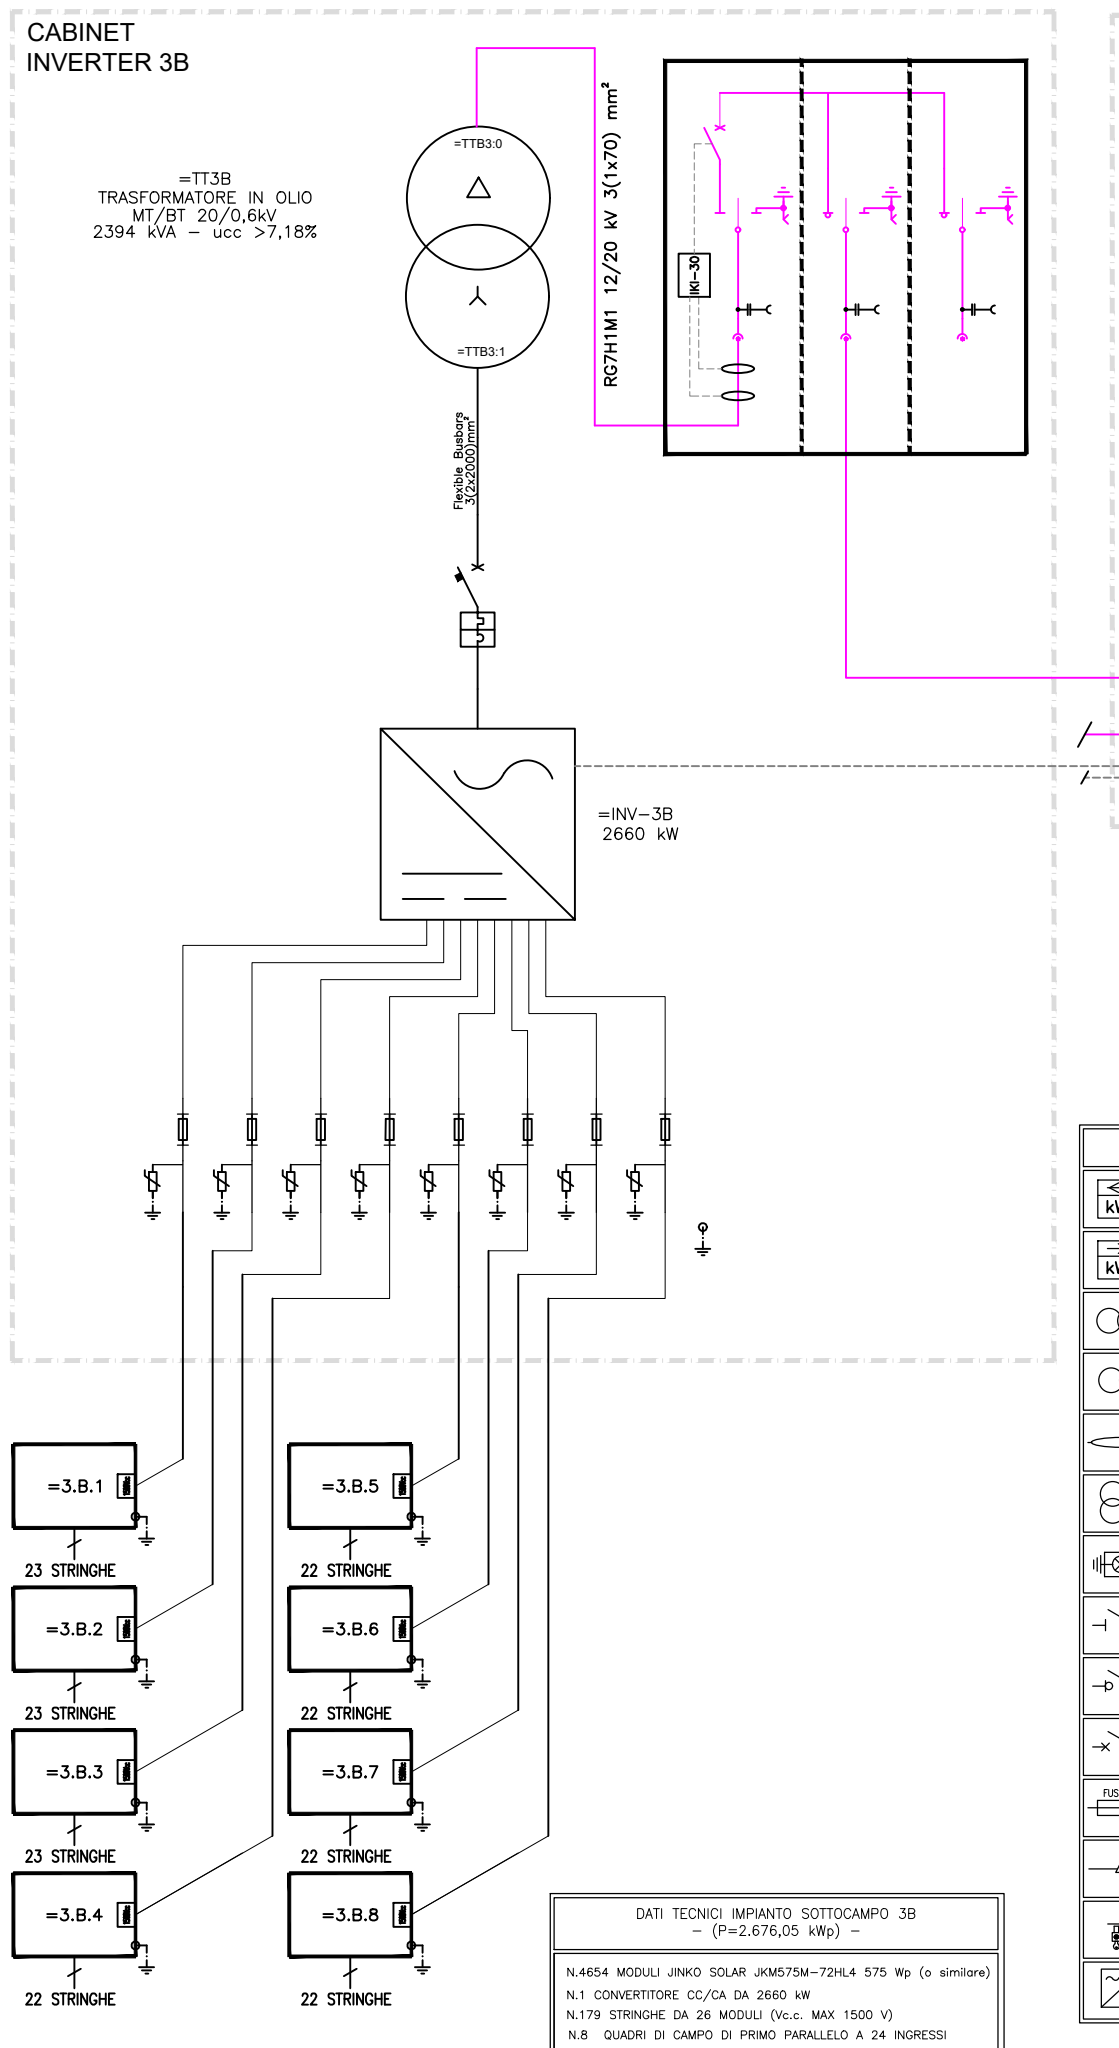 CABINET
INVERTER 3B
=TT3B
TRASFORMATORE IN OLIO
MT/BT 20/0,6kV
2394 kVA – ucc >7,18%
=TTB3:0
=TTB3:1
RG7H1M1 12/20 kV 3(1x70) mm²
IKI-30
Flexible Busbars
3(2x2000)mm²
=INV-3B
2660 kW
kW
kW
=3.B.1
23 STRINGHE
=3.B.5
22 STRINGHE
=3.B.2
23 STRINGHE
=3.B.6
22 STRINGHE
=3.B.3
23 STRINGHE
=3.B.7
22 STRINGHE
=3.B.4
22 STRINGHE
=3.B.8
22 STRINGHE
FUS
DATI TECNICI IMPIANTO SOTTOCAMPO 3B
– (P=2.676,05 kWp) –
N.4654 MODULI JINKO SOLAR JKM575M-72HL4 575 Wp (o similare)
N.1 CONVERTITORE CC/CA DA 2660 kW
N.179 STRINGHE DA 26 MODULI (Vc.c. MAX 1500 V)
N.8 QUADRI DI CAMPO DI PRIMO PARALLELO A 24 INGRESSI